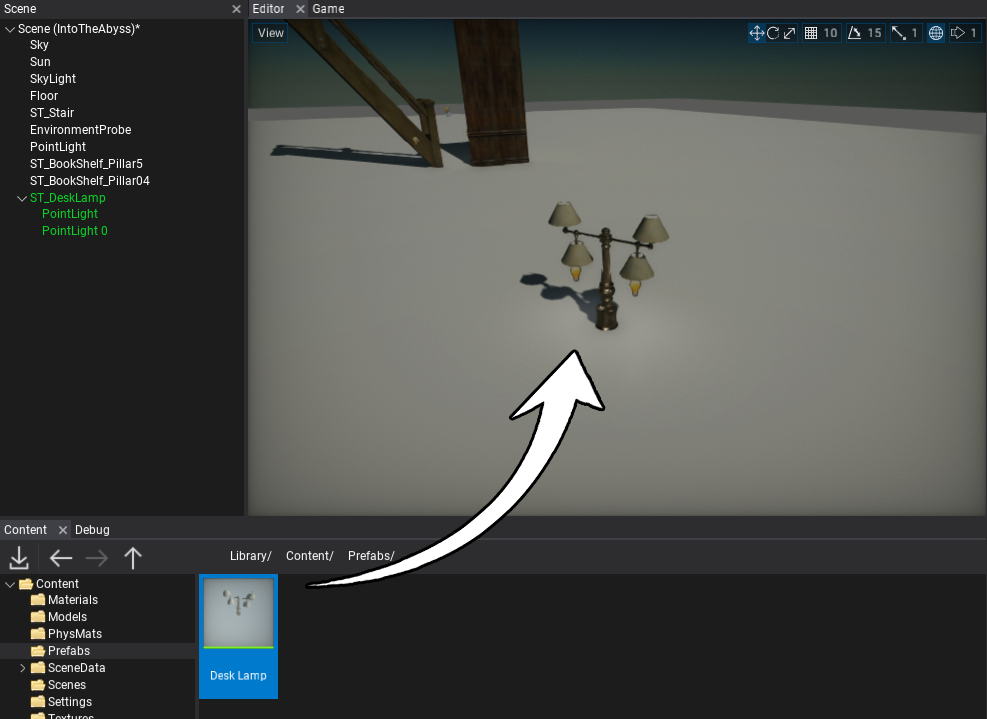 Scene
Editor
Game
Scene (IntoTheAbyss)*
Sky
Sun
SkyLight
Floor
ST_Stair
EnvironmentProbe
PointLight
ST_BookShelf_Pillar5
ST_BookShelf_Pillar04
ST_DeskLamp
PointLight
PointLight 0
View
10
15
1
1
Content
Debug
Library/ Content/ Prefabs/
Content
Materials
Models
PhysMats
Prefabs
SceneData
Scenes
Settings
Textures
Desk Lamp